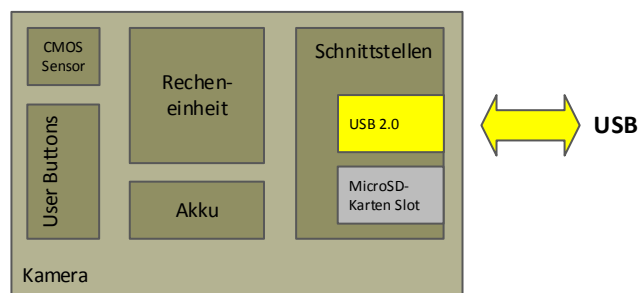 CMOS
Sensor
User Buttons
Rechen-
einheit
Akku
Schnittstellen
USB 2.0
MicroSD-
Karten Slot
USB
Kamera